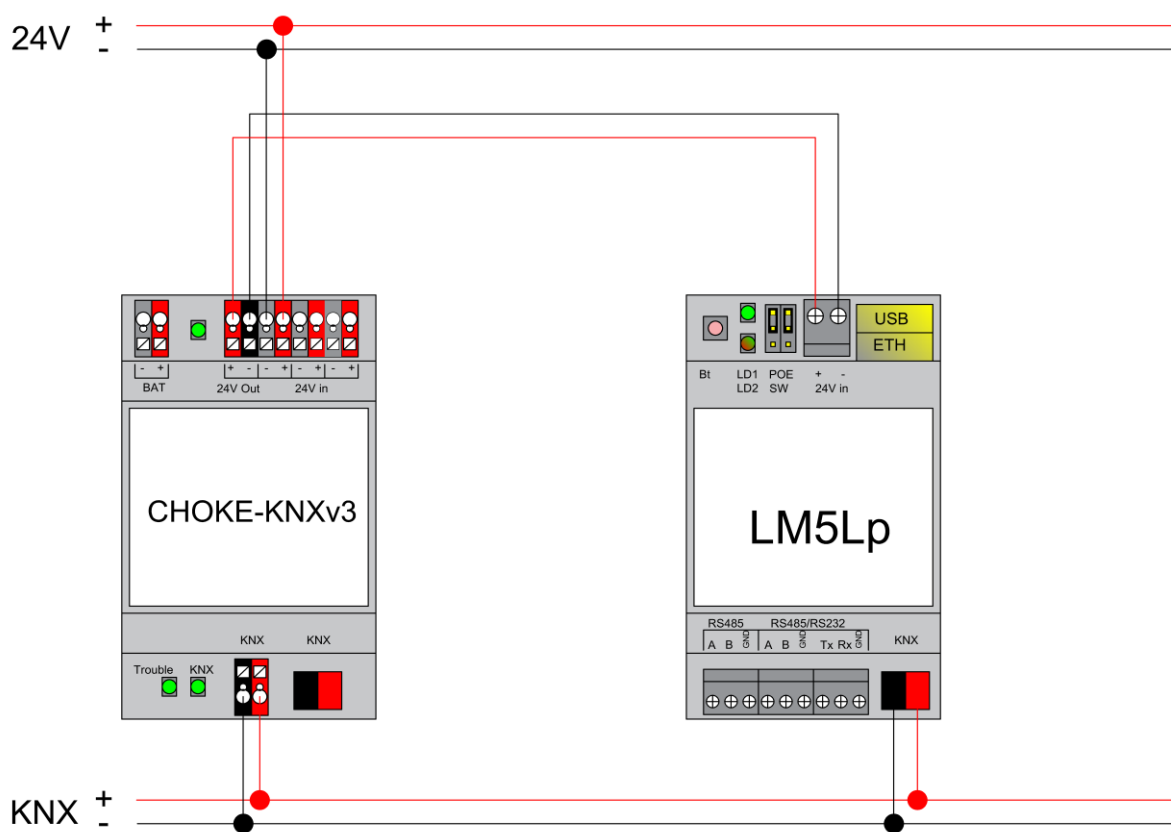 24V + -
- + + - - + - + - +
BAT 24V Out 24V in
CHOKE-KNXv3
KNX KNX
Trouble KNX
USB
ETH
Bt LD1 POE + -
LD2 SW 24V in
LM5Lp
RS485 RS485/RS232 KNX
A B GND A B GND Tx Rx GND
KNX + -